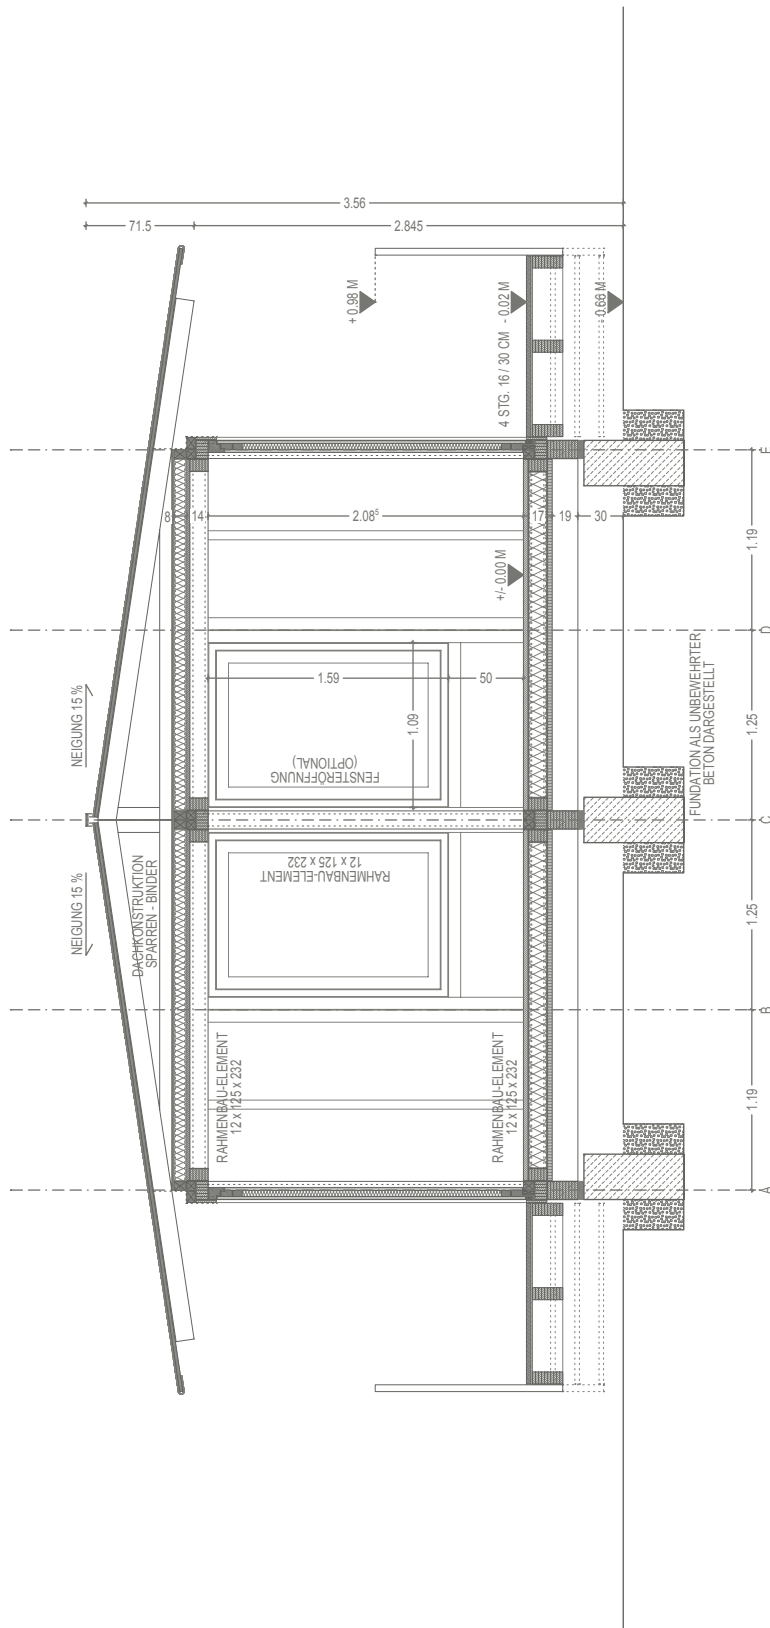 3.56
71.5
2.845
+ 0.98 M
4 STG. 16 / 30 CM
- 0.02 M
-0.66 M
8
14
2.08⁵
17
19
30
+/- 0.00 M
NEIGUNG 15 %
NEIGUNG 15 %
DACHKONSTRUKTION
SPARREN - BINDER
1.59
50
1.09
FENSTERÖFFNUNG
(OPTIONAL)
RAHMENBAU-ELEMENT
12 x 125 x 232
RAHMENBAU-ELEMENT
12 x 125 x 232
RAHMENBAU-ELEMENT
12 x 125 x 232
FUNDATION ALS UNBEWEHRTER
BETON DARGESTELLT
1.19
1.25
1.25
1.19
A
B
C
D
E